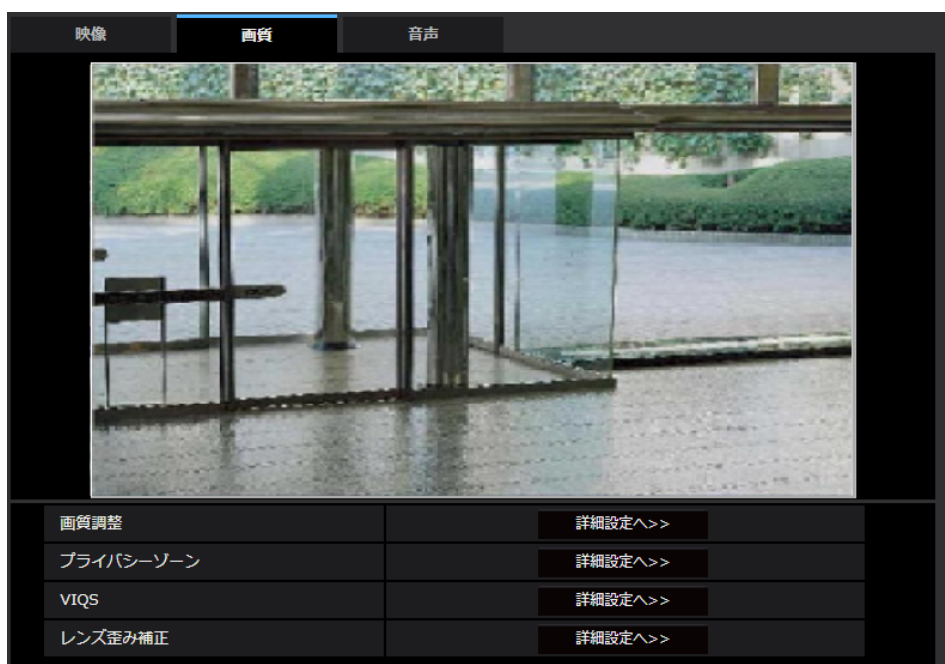 映像 画質 音声
画質調整 詳細設定へ>>
プライバシーゾーン 詳細設定へ>>
VIQS 詳細設定へ>>
レンズ歪み補正 詳細設定へ>>